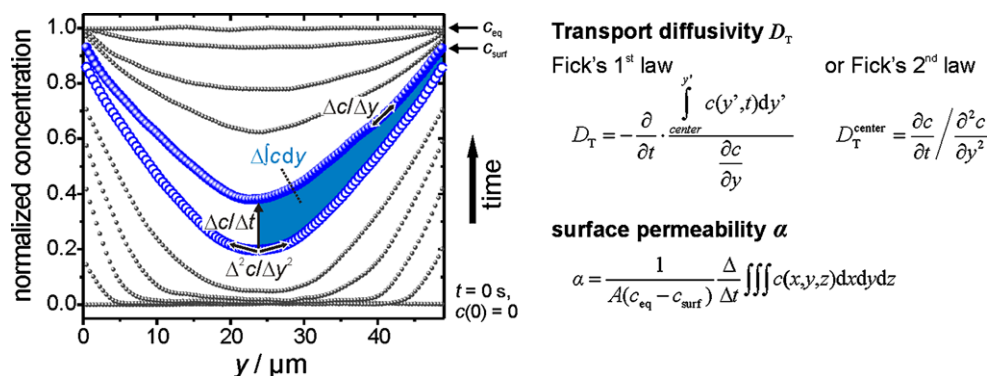 normalized concentration
1.0
0.8
0.6
0.4
0.2
0.0
0
10
20
30
40
y / µm
c_eq
c_surf
Δc/Δy
Δ∫cdy
Δc/Δt
Δ²c/Δy²
time
t = 0 s,
c(0) = 0
Transport diffusivity D_T
Fick's 1st law or Fick's 2nd law
D_T = −∂/∂t · ∫_center^y' c(y',t)dy' / ∂c/∂y
D_T^center = ∂c/∂t / ∂²c/∂y²
surface permeability α
α = 1/A(c_eq − c_surf) Δ/Δt ∫∫∫c(x,y,z)dxdydz